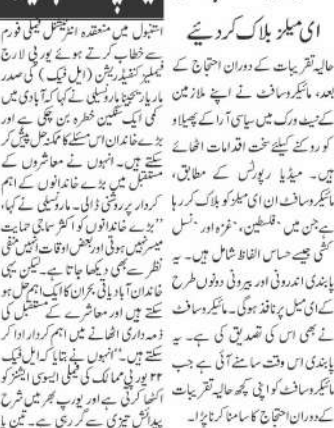 ای میلز بلاک کر دیئے
حالیہ تقریبات کے دوران احتجاج کے
بعد، مائیکروسافٹ نے اپنے ملازمین
کے نیٹ ورک میں سیاسی آراکے پھیلاو
کو روکنے کیلئے سخت اقدامات اٹھائے
ہیں۔ میڈیا رپورٹس کے مطابق،
مائیکروسافٹ ان ای میلز کو بلاک کر رہا
ہے جن میں ’فلسطین، ’غزہ اور ’نسل
کشی جیسے حساس الفاظ شامل ہیں۔ یہ
پابندی اندرونی اور بیرونی دونوں طرح
کے ای میل پر نافذ ہوگی۔ مائیکروسافٹ
نے بھی اس کی تصدیق کی ہے۔ یہ
پابندی اس وقت سامنے آئی ہے جب
مائیکروسافٹ کو اپنی کچھ حالیہ تقریبات
کے دوران احتجاج کا سامنا کرنا پڑا۔
استنبول میں منعقدہ انٹرنیشنل فیملی فورم
سے خطاب کرتے ہوئے یورپی لارج
فیملیز کنفیڈریشن (ایل فیک) کی صدر
ماریا ریجینا ماروسیلی نے کہا کہ آبادی میں
کمی ایک سنگین خطرہ بن چکی ہے اور
بڑے خاندان اس مسئلے کا ممکنہ حل پیش کر
سکتے ہیں۔ انہوں نے معاشروں کے
مستقبل میں بڑے خاندانوں کے اہم
کردار پر روشنی ڈالی۔ ماروسیلی نے کہا،
’’بڑے خاندانوں کو اکثر سماجی حمایت
میسر نہیں ہوتی اور بعض اوقات انہیں منفی
نظر سے بھی دیکھا جاتا ہے۔ لیکن یہی
خاندان آبادیاتی بحران کا ایک اہم حل ہو
سکتے ہیں اور معاشرے کے مستقبل کی
ذمہ داری اٹھانے میں اہم کردار ادا کر
سکتے ہیں۔‘‘ انہوں نے بتایا کہ ایل فیک
۲۲ یورپی ممالک کی فیملی ایسوسی ایشنز کو
اکٹھا کرتی ہے اور یورپ بھر میں شرح
پیدائش تیزی سے گر رہی ہے۔ تین یا